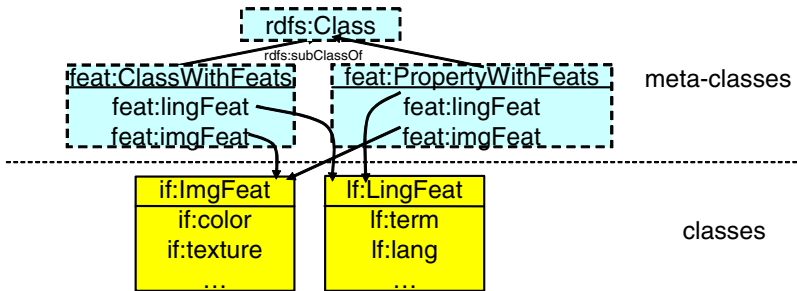 rdfs:Class
rdfs:subClassOf
feat:ClassWithFeats
feat:PropertyWithFeats
meta-classes
feat:lingFeat
feat:lingFeat
feat:imgFeat
feat:imgFeat
if:ImgFeat
lf:LingFeat
if:color
lf:term
classes
if:texture
lf:lang
…
…